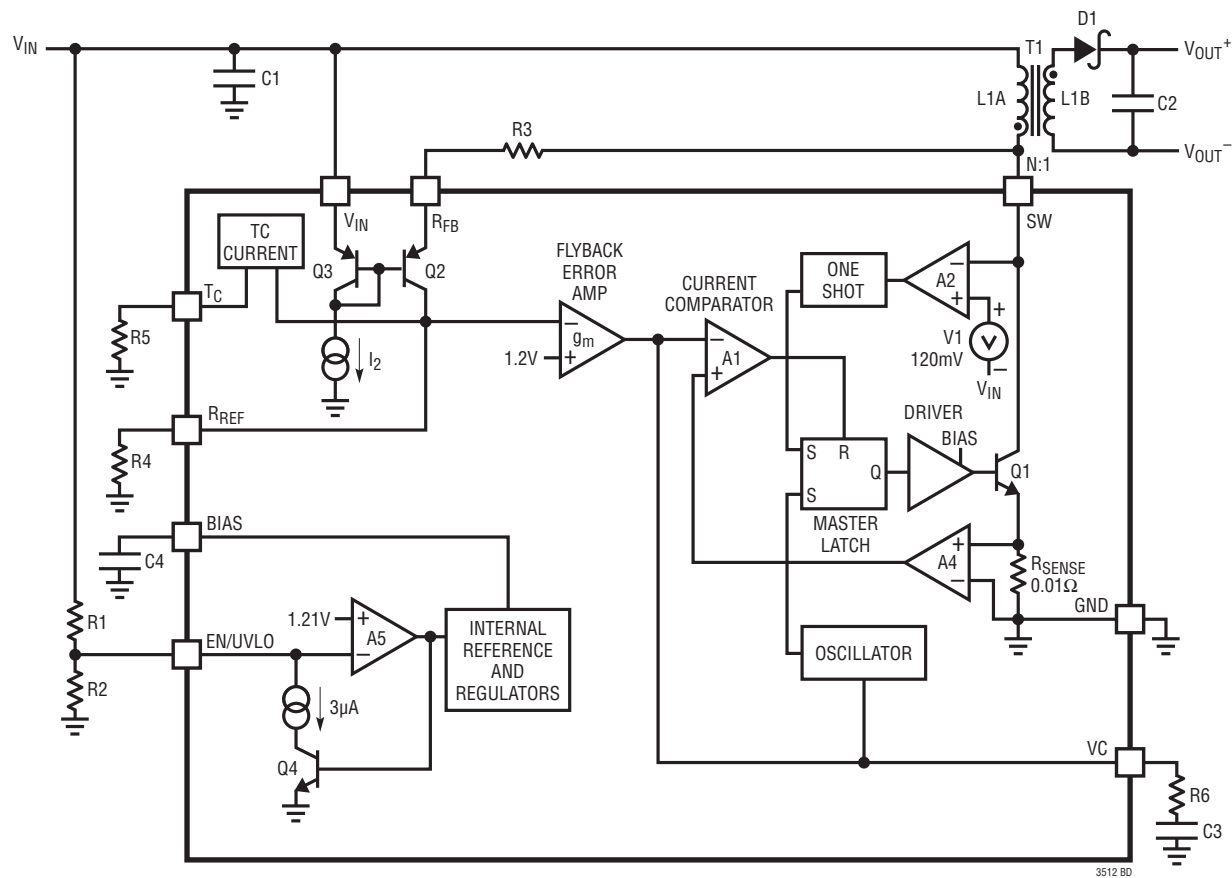 D1
VIN
T1
VOUT+
C1
L1A
L1B
C2
R3
VOUT–
N:1
VIN
RFB
SW
TC
CURRENT
Q3
Q2
FLYBACK
ERROR
AMP
ONE
SHOT
–
A2
+
TC
CURRENT
COMPARATOR
+
V1
120mV
–
VIN
R5
I2
–
gm
1.2V
+
–
A1
+
RREF
DRIVER
BIAS
R4
S
R
Q
S
Q1
MASTER
LATCH
BIAS
C4
+
A4
–
RSENSE
0.01Ω
GND
R1
1.21V
+
A5
–
INTERNAL
REFERENCE
AND
REGULATORS
EN/UVLO
OSCILLATOR
R2
3µA
Q4
VC
R6
C3
3512 BD